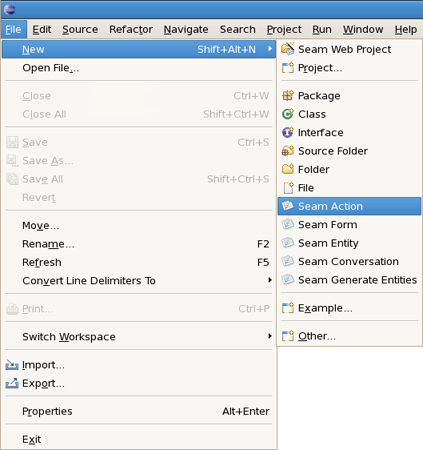 File Edit Source Refactor Navigate Search Project Run Window Help
New Shift+Alt+N
Open File...
Close Ctrl+W
Close All Shift+Ctrl+W
Save Ctrl+S
Save As...
Save All Shift+Ctrl+S
Revert
Move...
Rename... F2
Refresh F5
Convert Line Delimiters To
Print... Ctrl+P
Switch Workspace
Import...
Export...
Properties Alt+Enter
Exit
Seam Web Project
Project...
Package
Class
Interface
Source Folder
Folder
File
Seam Action
Seam Form
Seam Entity
Seam Conversation
Seam Generate Entities
Example...
Other...